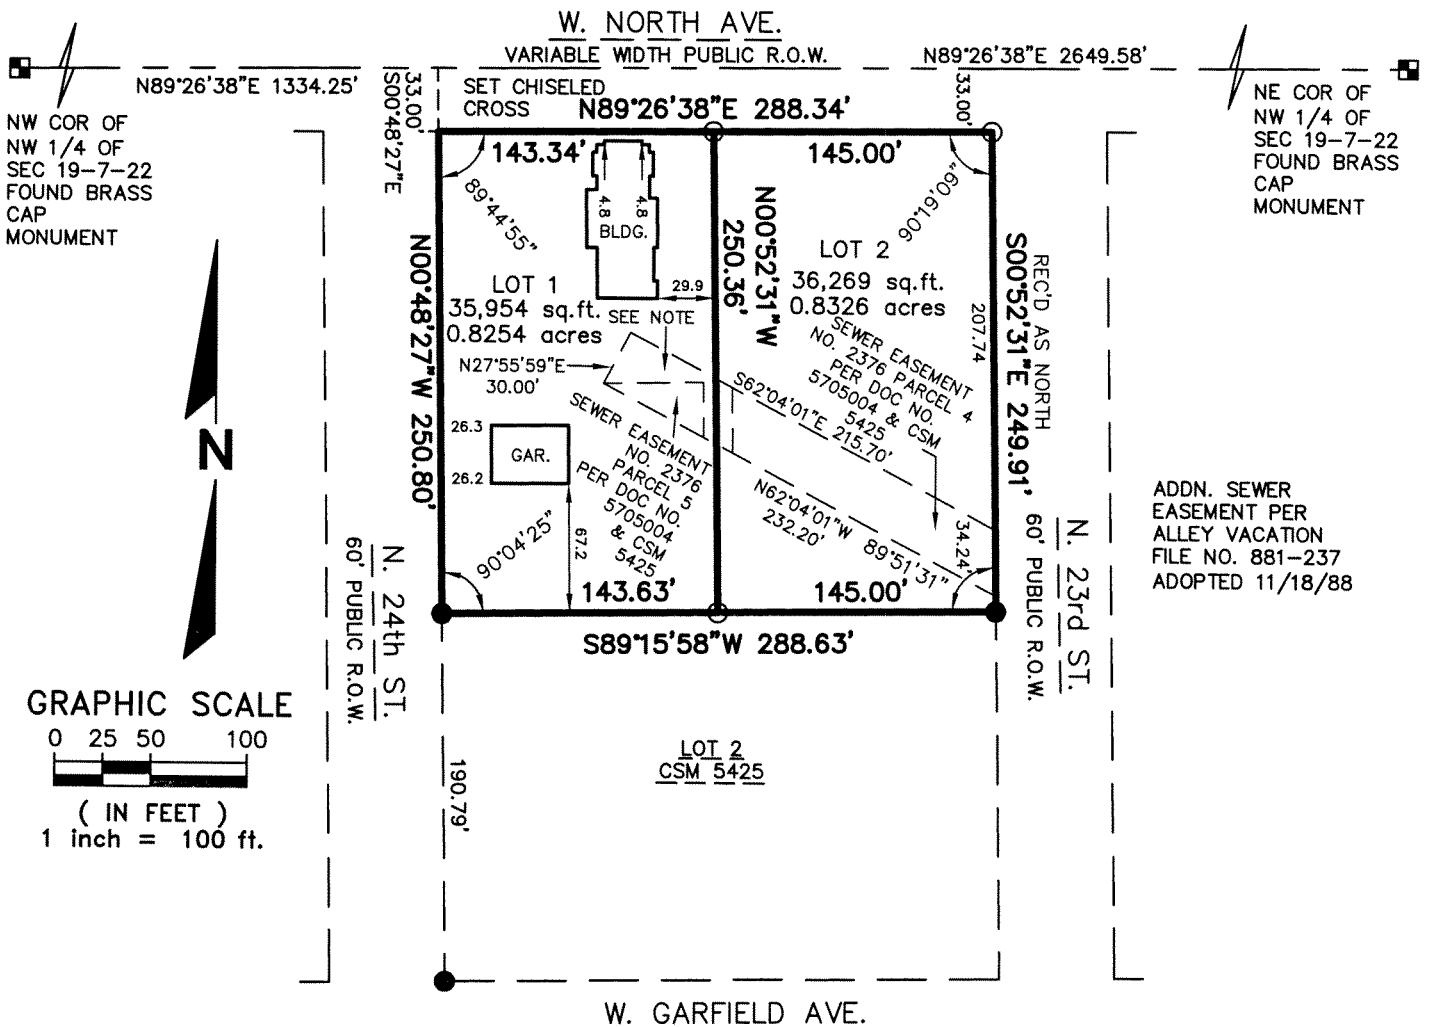 W. NORTH AVE.
VARIABLE WIDTH PUBLIC R.O.W.
N89°26'38"E 1334.25'
N89°26'38"E 2649.58'
NW COR OF
NW 1/4 OF
SEC 19-7-22
FOUND BRASS
CAP
MONUMENT
NE COR OF
NW 1/4 OF
SEC 19-7-22
FOUND BRASS
CAP
MONUMENT
33.00'
S00°48'27"E
SET CHISELED
CROSS
N89°26'38"E 288.34'
33.00'
143.34'
145.00'
89°44'55"
90°19'09"
4.8
4.8
BLDG.
29.9
LOT 1
35,954 sq.ft.
0.8254 acres
N00°48'27"W 250.80'
N00°52'31"W
250.36'
LOT 2
36,269 sq.ft.
0.8326 acres
REC'D AS NORTH
S00°52'31"E 249.91'
207.74
SEE NOTE
N27°55'59"E
30.00'
SEWER EASEMENT
NO. 2376 PARCEL 4
PER DOC NO.
5705004 & CSM
5425
S62°04'01"E 215.70'
SEWER EASEMENT
NO. 2376
PARCEL 5
PER DOC NO.
5705004
& CSM
5425
N62°04'01"W
232.20'
26.3
GAR.
26.2
67.2
90°04'25"
89°51'31"
34.24'
143.63'
145.00'
S89°15'58"W 288.63'
N
N. 24th ST.
60' PUBLIC R.O.W.
N. 23rd ST.
60' PUBLIC R.O.W.
ADDN. SEWER
EASEMENT PER
ALLEY VACATION
FILE NO. 881-237
ADOPTED 11/18/88
GRAPHIC SCALE
0 25 50 100
( IN FEET )
1 inch = 100 ft.
190.79'
LOT 2
CSM 5425
W. GARFIELD AVE.